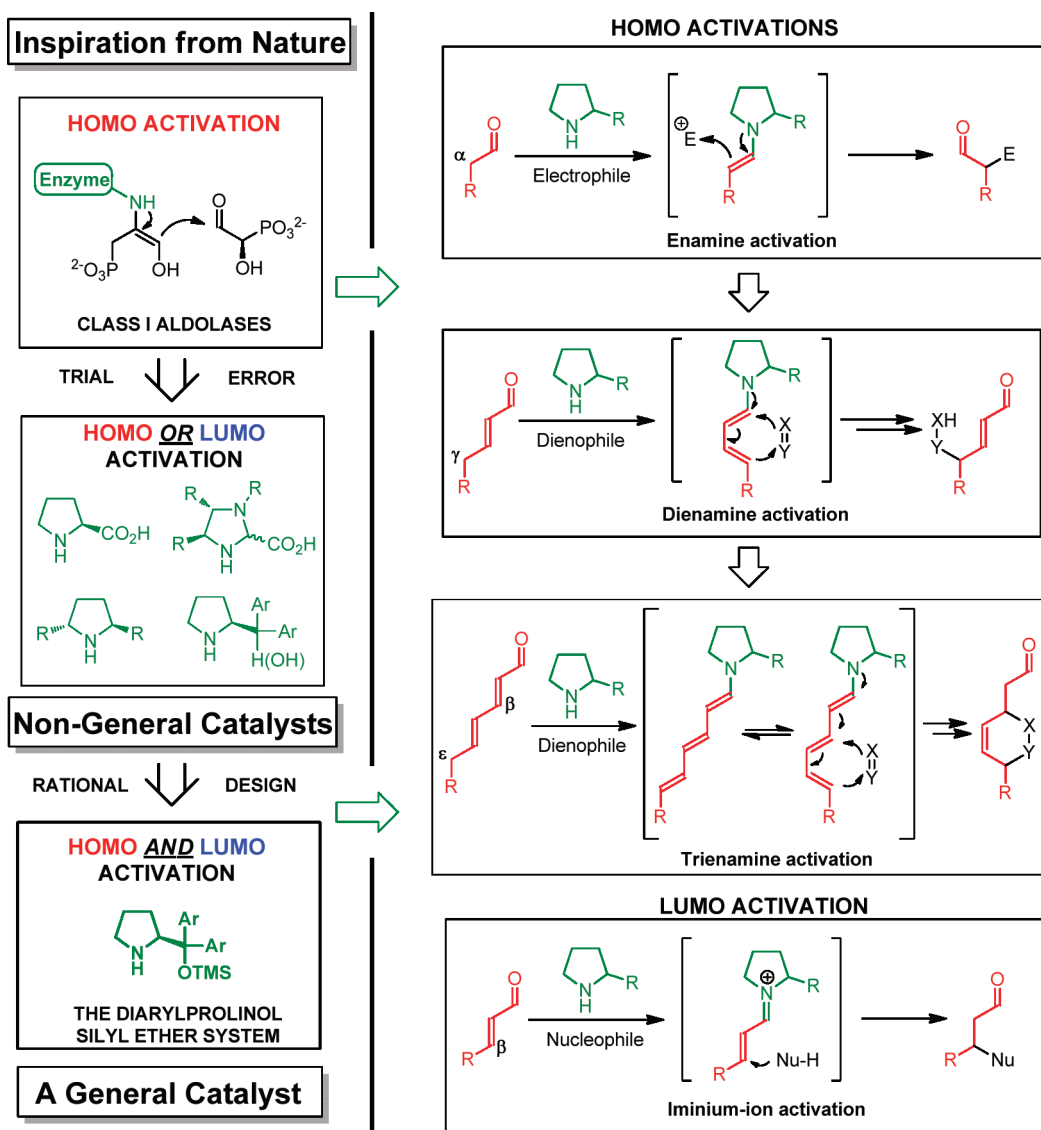 Inspiration from Nature
HOMO ACTIVATION
Enzyme
NH
O
PO₃²⁻
²⁻O₃P
OH
OH
CLASS I ALDOLASES
TRIAL
ERROR
HOMO OR LUMO
ACTIVATION
N
H
CO₂H
R
R
N
R
N
H
CO₂H
R
N
H
R
N
H
Ar
Ar
H(OH)
Non-General Catalysts
RATIONAL
DESIGN
HOMO AND LUMO
ACTIVATION
N
H
Ar
Ar
OTMS
THE DIARYLPROLINOL
SILYL ETHER SYSTEM
A General Catalyst
HOMO ACTIVATIONS
O
α
R
N
H
R
Electrophile
⊕
E
N
R
R
O
E
R
Enamine activation
O
γ
R
N
H
R
Dienophile
N
R
X
Y
R
XH
Y
O
R
Dienamine activation
O
β
ε
R
N
H
R
Dienophile
N
R
R
N
R
X
Y
R
O
X
Y
R
Trienamine activation
LUMO ACTIVATION
O
R
β
N
H
R
Nucleophile
⊕
N
R
R
Nu-H
O
R
Nu
Iminium-ion activation